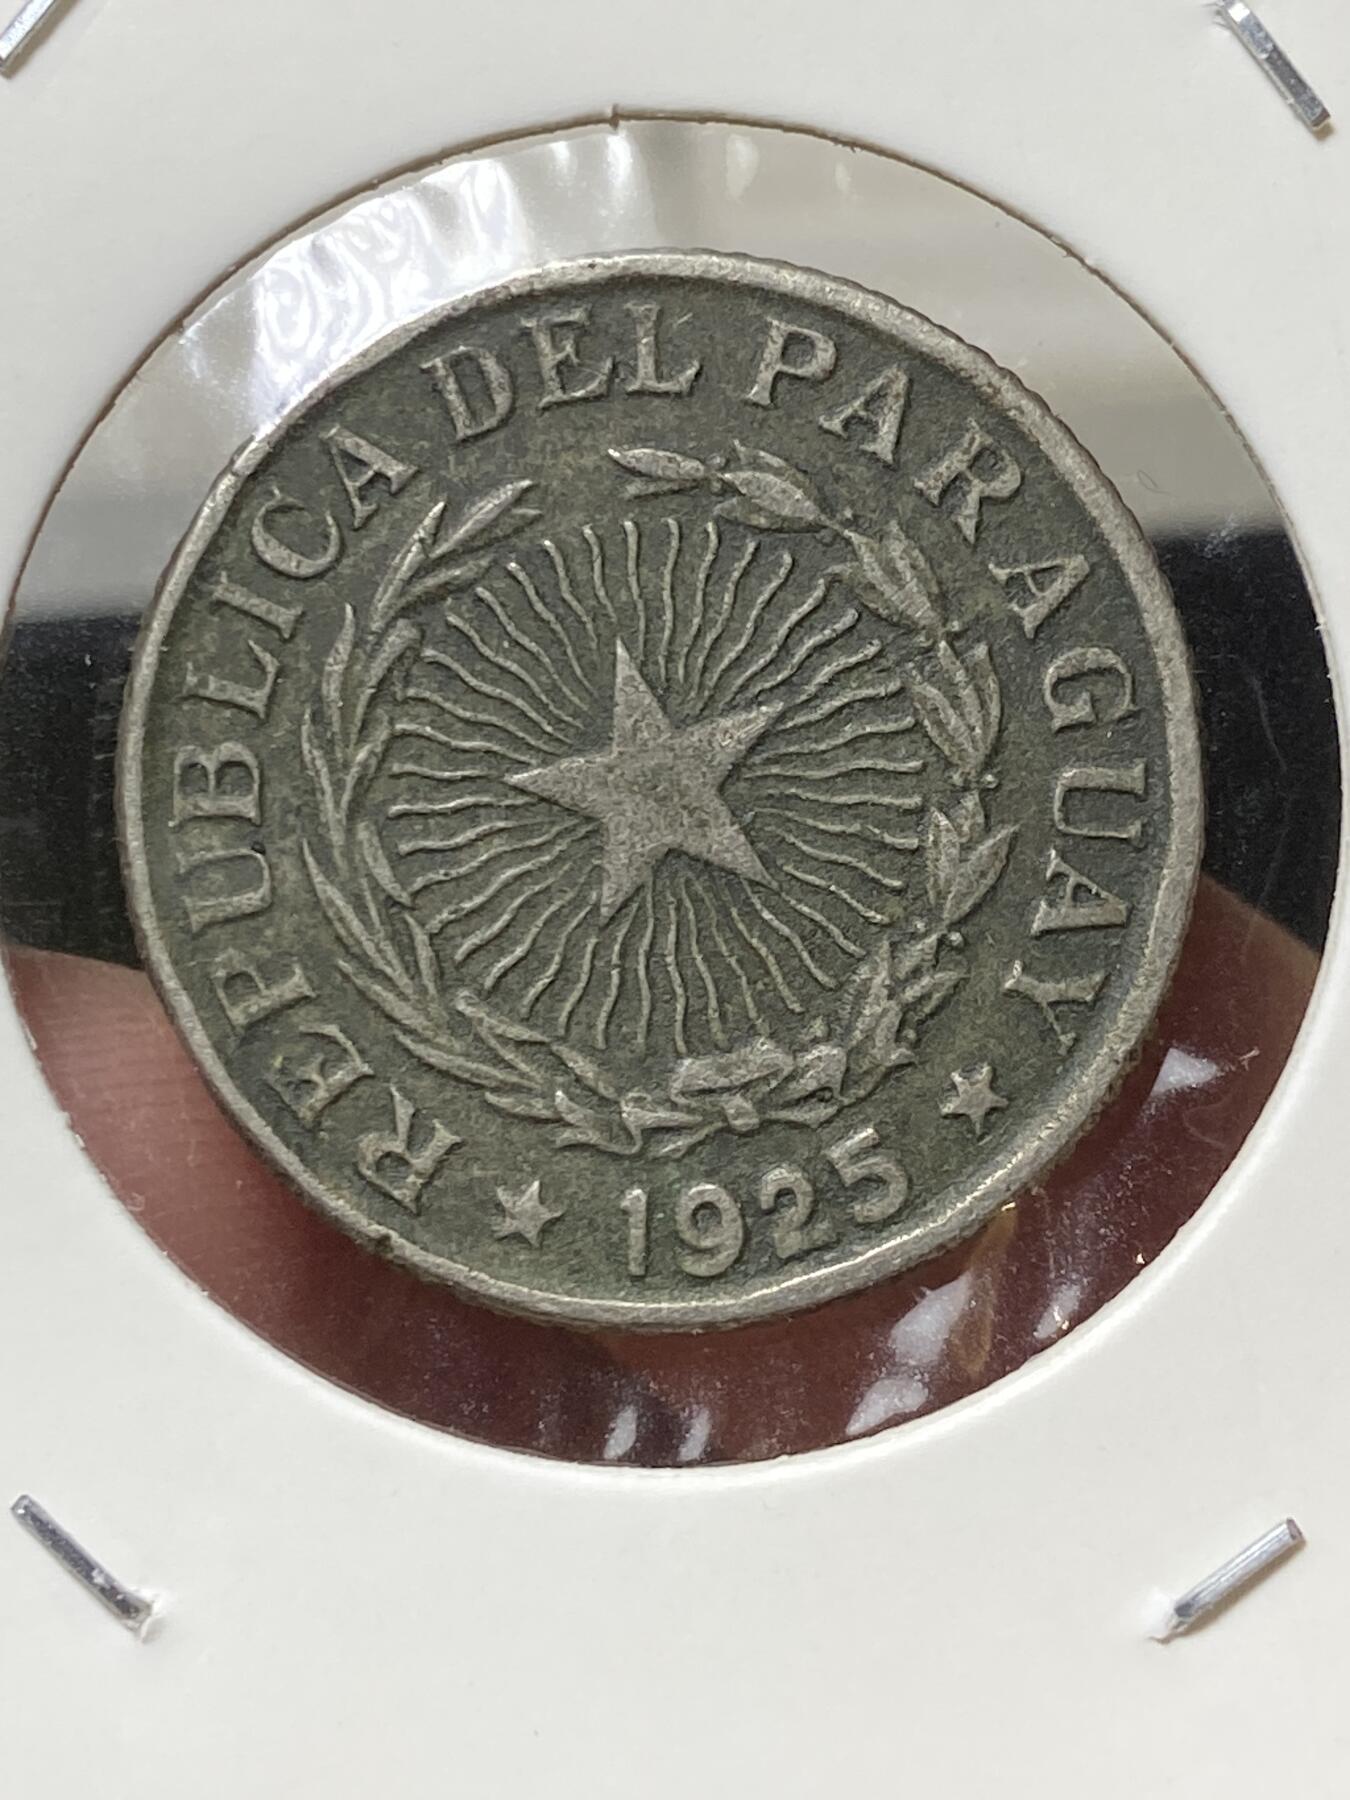 REPUBLICA DEL PARAGUAY
★ 1925 ★